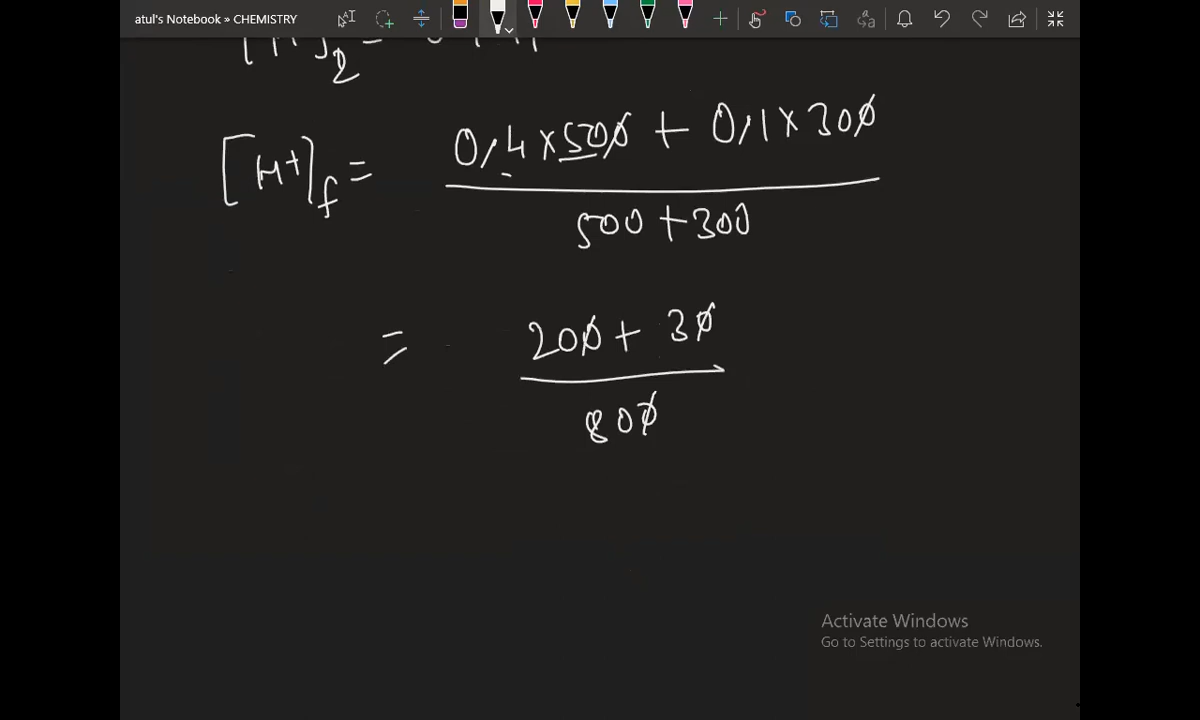 atul's Notebook » CHEMISTRY
[H+]f = 0.4 × 500 + 0.1 × 300
500 + 300
= 200 + 30
800
Activate Windows
Go to Settings to activate Windows.